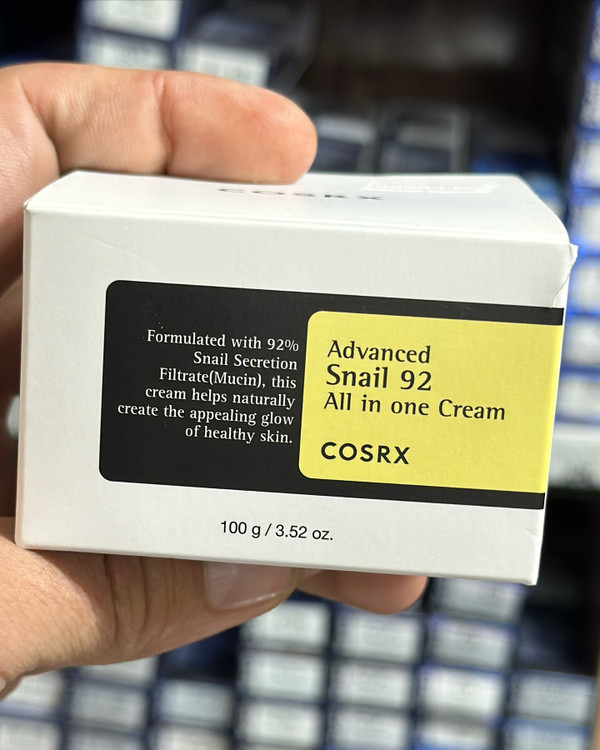 COSRX
Formulated with 92%
Snail Secretion
Filtrate(Mucin), this
cream helps naturally
create the appealing glow
of healthy skin.
Advanced
Snail 92
All in one Cream
COSRX
100 g / 3.52 oz.